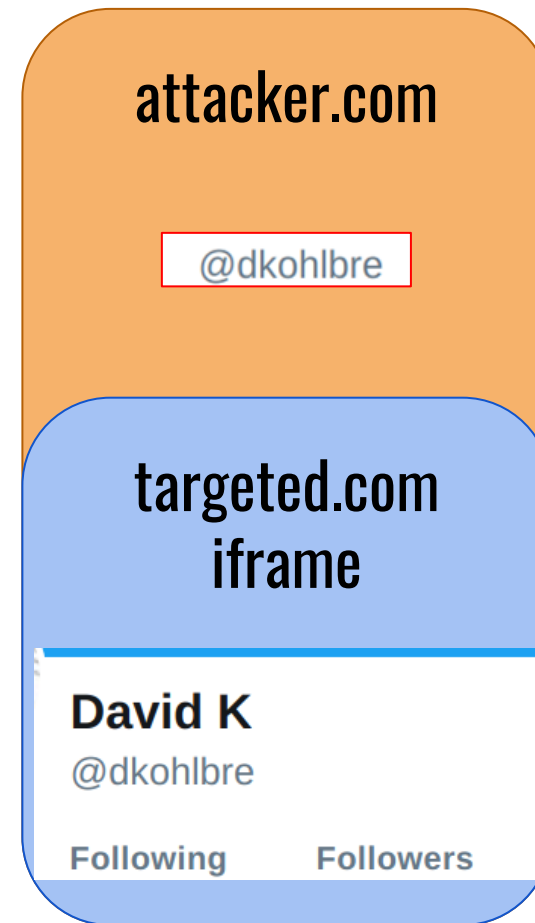 attacker.com
@dkohlbre
targeted.com
iframe
David K
@dkohlbre
Following Followers